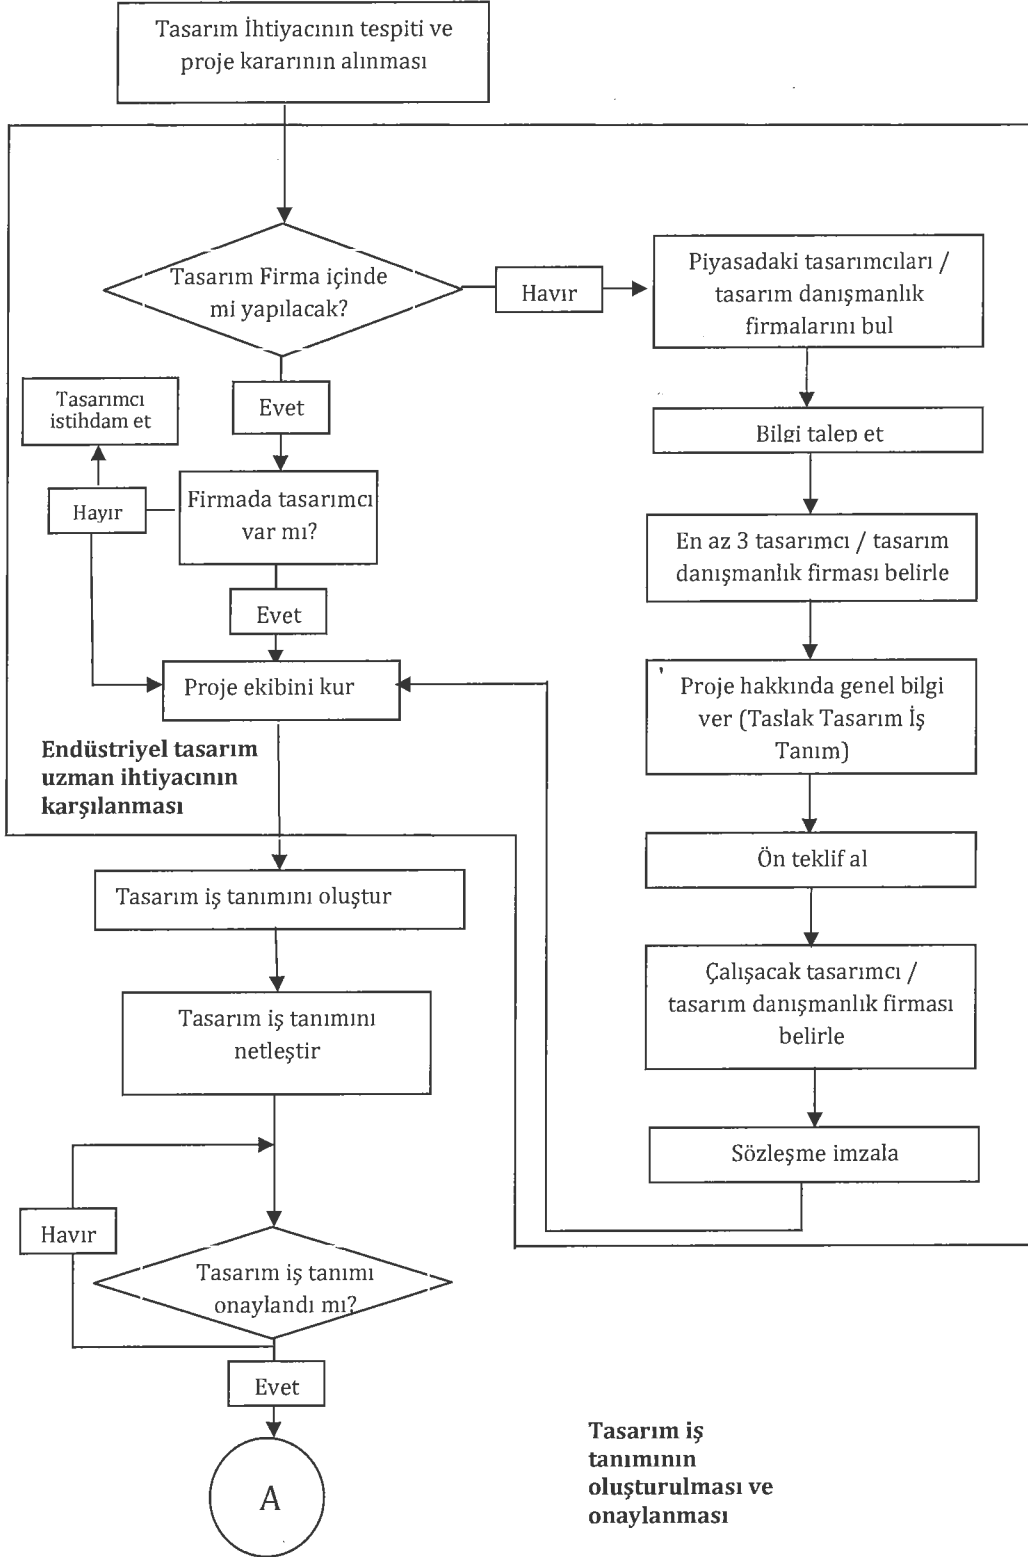 Tasarım İhtiyacının tespiti ve
proje kararının alınması
Tasarım Firma içinde
mi yapılacak?
Havır
Piyasadaki tasarımcıları /
tasarım danışmanlık
firmalarını bul
Evet
Tasarımcı
istihdam et
Bilgi talep et
Firmada tasarımcı
var mı?
Hayır
En az 3 tasarımcı / tasarım
danışmanlık firması belirle
Evet
Proje ekibini kur
Proje hakkında genel bilgi
ver (Taslak Tasarım İş
Tanım)
Endüstriyel tasarım
uzman ihtiyacının
karşılanması
Ön teklif al
Tasarım iş tanımını oluştur
Çalışacak tasarımcı /
tasarım danışmanlık firması
belirle
Tasarım iş tanımını
netleştir
Sözleşme imzala
Havır
Tasarım iş tanımı
onaylandı mı?
Evet
A
Tasarım iş
tanımının
oluşturulması ve
onaylanması